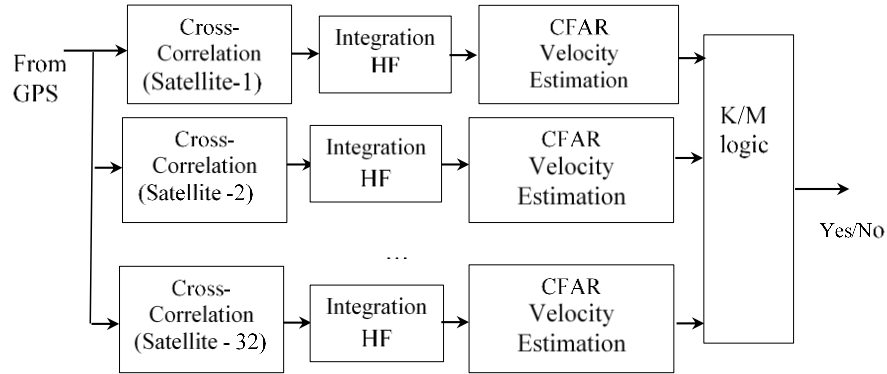 From
GPS
Cross-
Correlation
(Satellite-1)
Integration
HF
CFAR
Velocity
Estimation
Cross-
Correlation
(Satellite -2)
Integration
HF
CFAR
Velocity
Estimation
...
Cross-
Correlation
(Satellite - 32)
Integration
HF
CFAR
Velocity
Estimation
K/M
logic
Yes/No